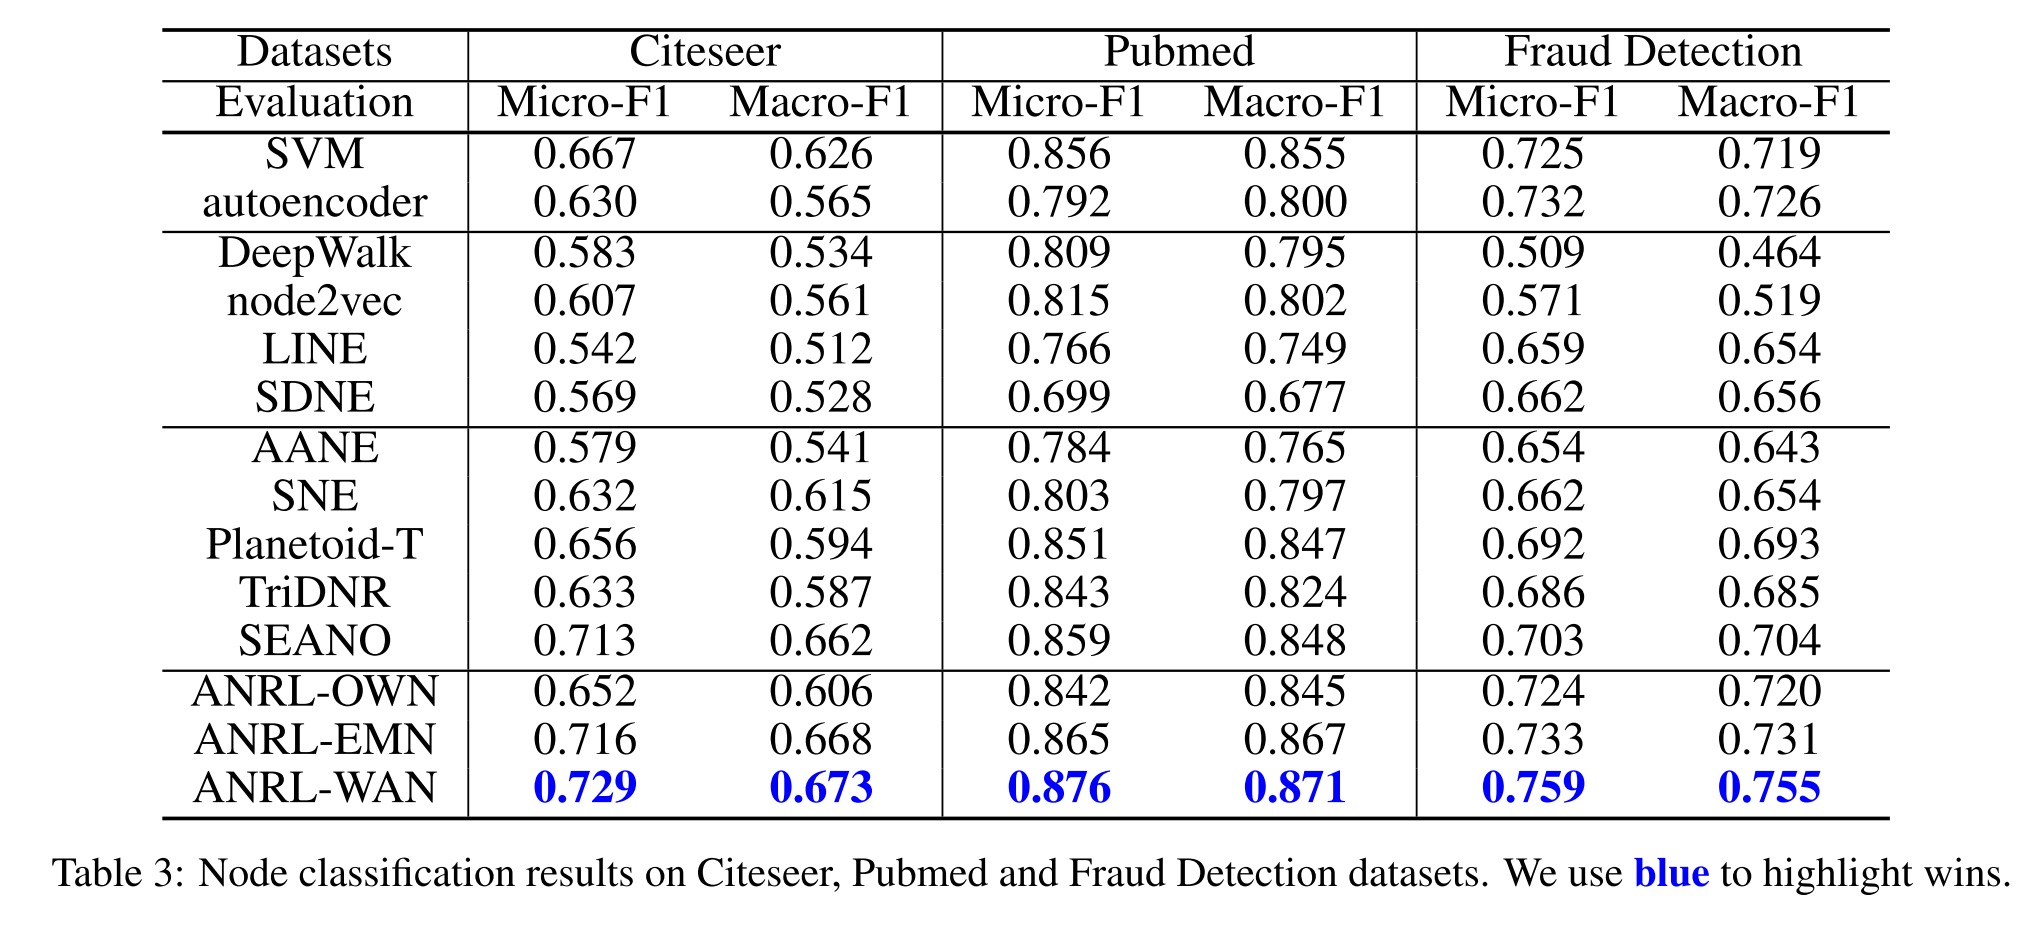 Datasets Citeseer Pubmed Fraud Detection
Evaluation Micro-F1 Macro-F1 Micro-F1 Macro-F1 Micro-F1 Macro-F1
SVM 0.667 0.626 0.856 0.855 0.725 0.719
autoencoder 0.630 0.565 0.792 0.800 0.732 0.726
DeepWalk 0.583 0.534 0.809 0.795 0.509 0.464
node2vec 0.607 0.561 0.815 0.802 0.571 0.519
LINE 0.542 0.512 0.766 0.749 0.659 0.654
SDNE 0.569 0.528 0.699 0.677 0.662 0.656
AANE 0.579 0.541 0.784 0.765 0.654 0.643
SNE 0.632 0.615 0.803 0.797 0.662 0.654
Planetoid-T 0.656 0.594 0.851 0.847 0.692 0.693
TriDNR 0.633 0.587 0.843 0.824 0.686 0.685
SEANO 0.713 0.662 0.859 0.848 0.703 0.704
ANRL-OWN 0.652 0.606 0.842 0.845 0.724 0.720
ANRL-EMN 0.716 0.668 0.865 0.867 0.733 0.731
ANRL-WAN 0.729 0.673 0.876 0.871 0.759 0.755
Table 3: Node classification results on Citeseer, Pubmed and Fraud Detection datasets. We use blue to highlight wins.